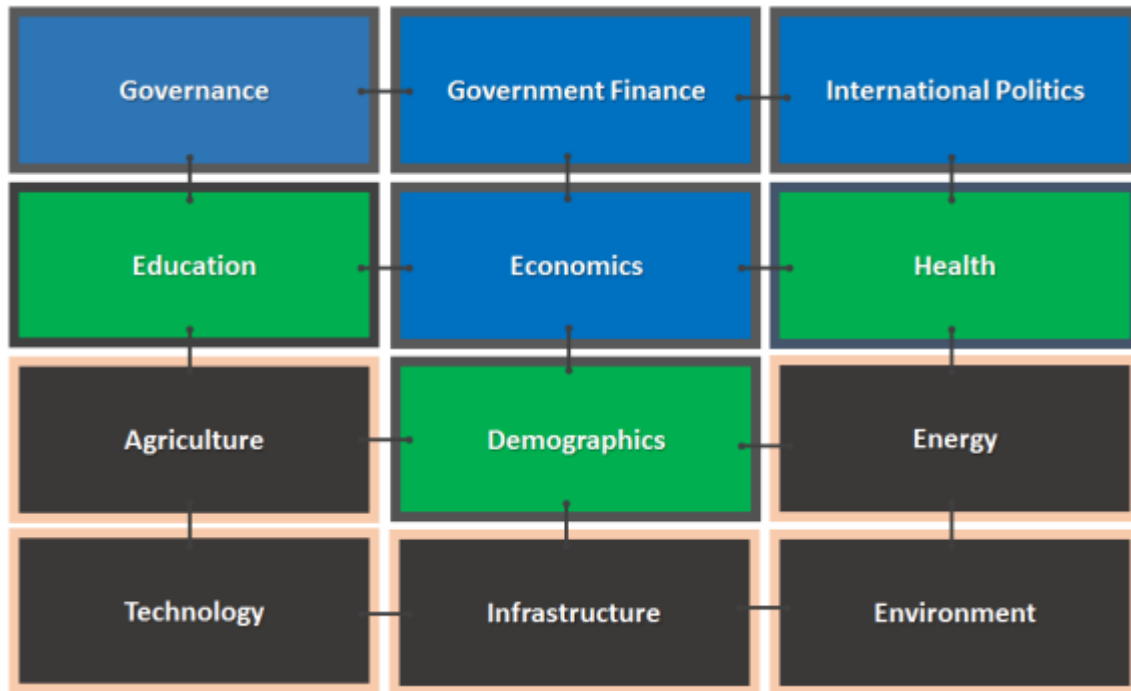 Governance
Government Finance
International Politics
Education
Economics
Health
Agriculture
Demographics
Energy
Technology
Infrastructure
Environment